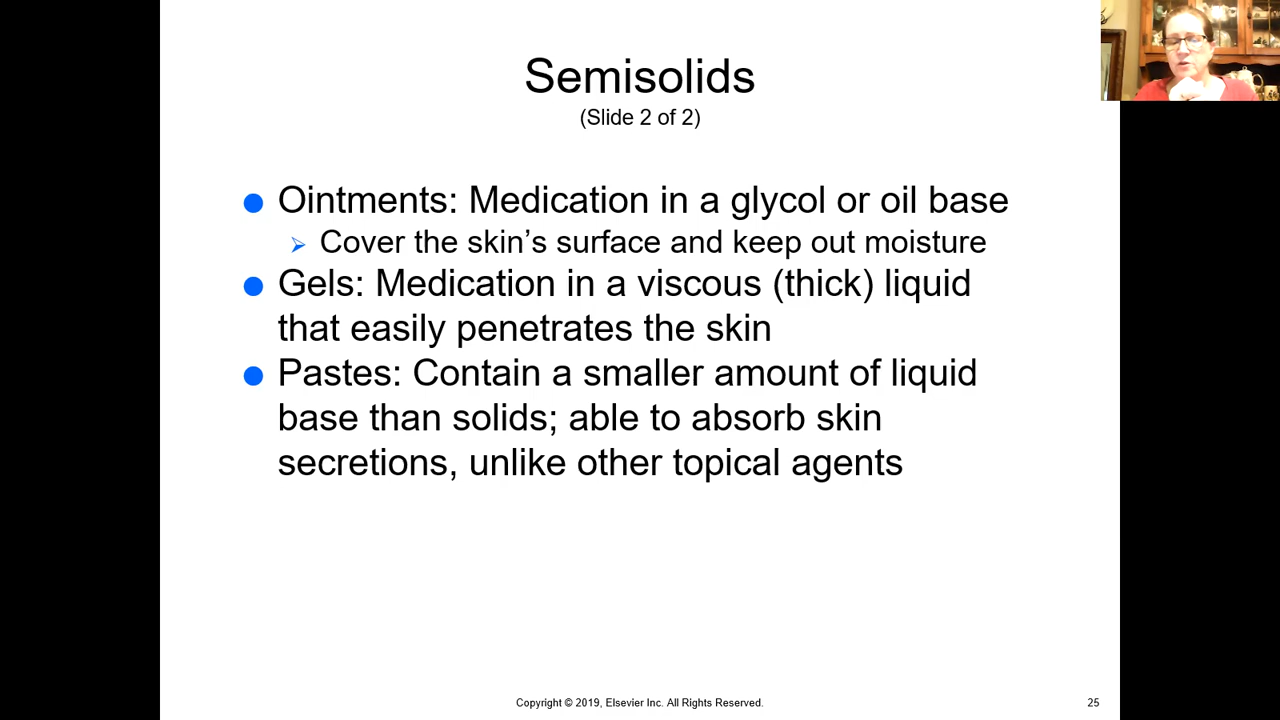 Semisolids
(Slide 2 of 2)
Ointments: Medication in a glycol or oil base
Cover the skin’s surface and keep out moisture
Gels: Medication in a viscous (thick) liquid
that easily penetrates the skin
Pastes: Contain a smaller amount of liquid
base than solids; able to absorb skin
secretions, unlike other topical agents
Copyright © 2019, Elsevier Inc. All Rights Reserved.
25